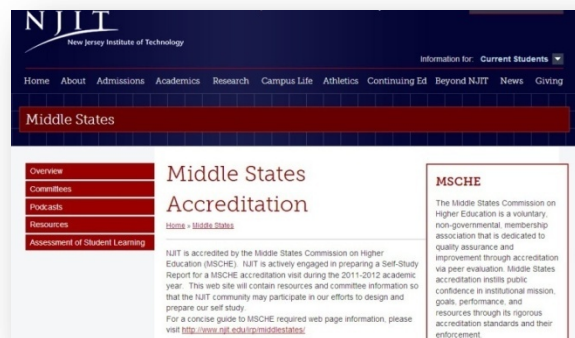 NJIT
New Jersey Institute of Technology
Information for: Current Students
Home About Admissions Academics Research Campus Life Athletics Continuing Ed Beyond NJIT News Giving
Middle States
Overview
Committees
Podcasts
Resources
Assessment of Student Learning
Middle States
Accreditation
Home » Middle States
NJIT is accredited by the Middle States Commission on Higher
Education (MSCHE). NJIT is actively engaged in preparing a Self-Study
Report for a MSCHE accreditation visit during the 2011-2012 academic
year. This web site will contain resources and committee information so
that the NJIT community may participate in our efforts to design and
prepare our self study.
For a concise guide to MSCHE required web page information, please
visit http://www.njit.edu/irp/middlestates/
MSCHE
The Middle States Commission on
Higher Education is a voluntary,
non-governmental, membership
association that is dedicated to
quality assurance and
improvement through accreditation
via peer evaluation. Middle States
accreditation instills public
confidence in institutional mission,
goals, performance, and
resources through its rigorous
accreditation standards and their
enforcement.